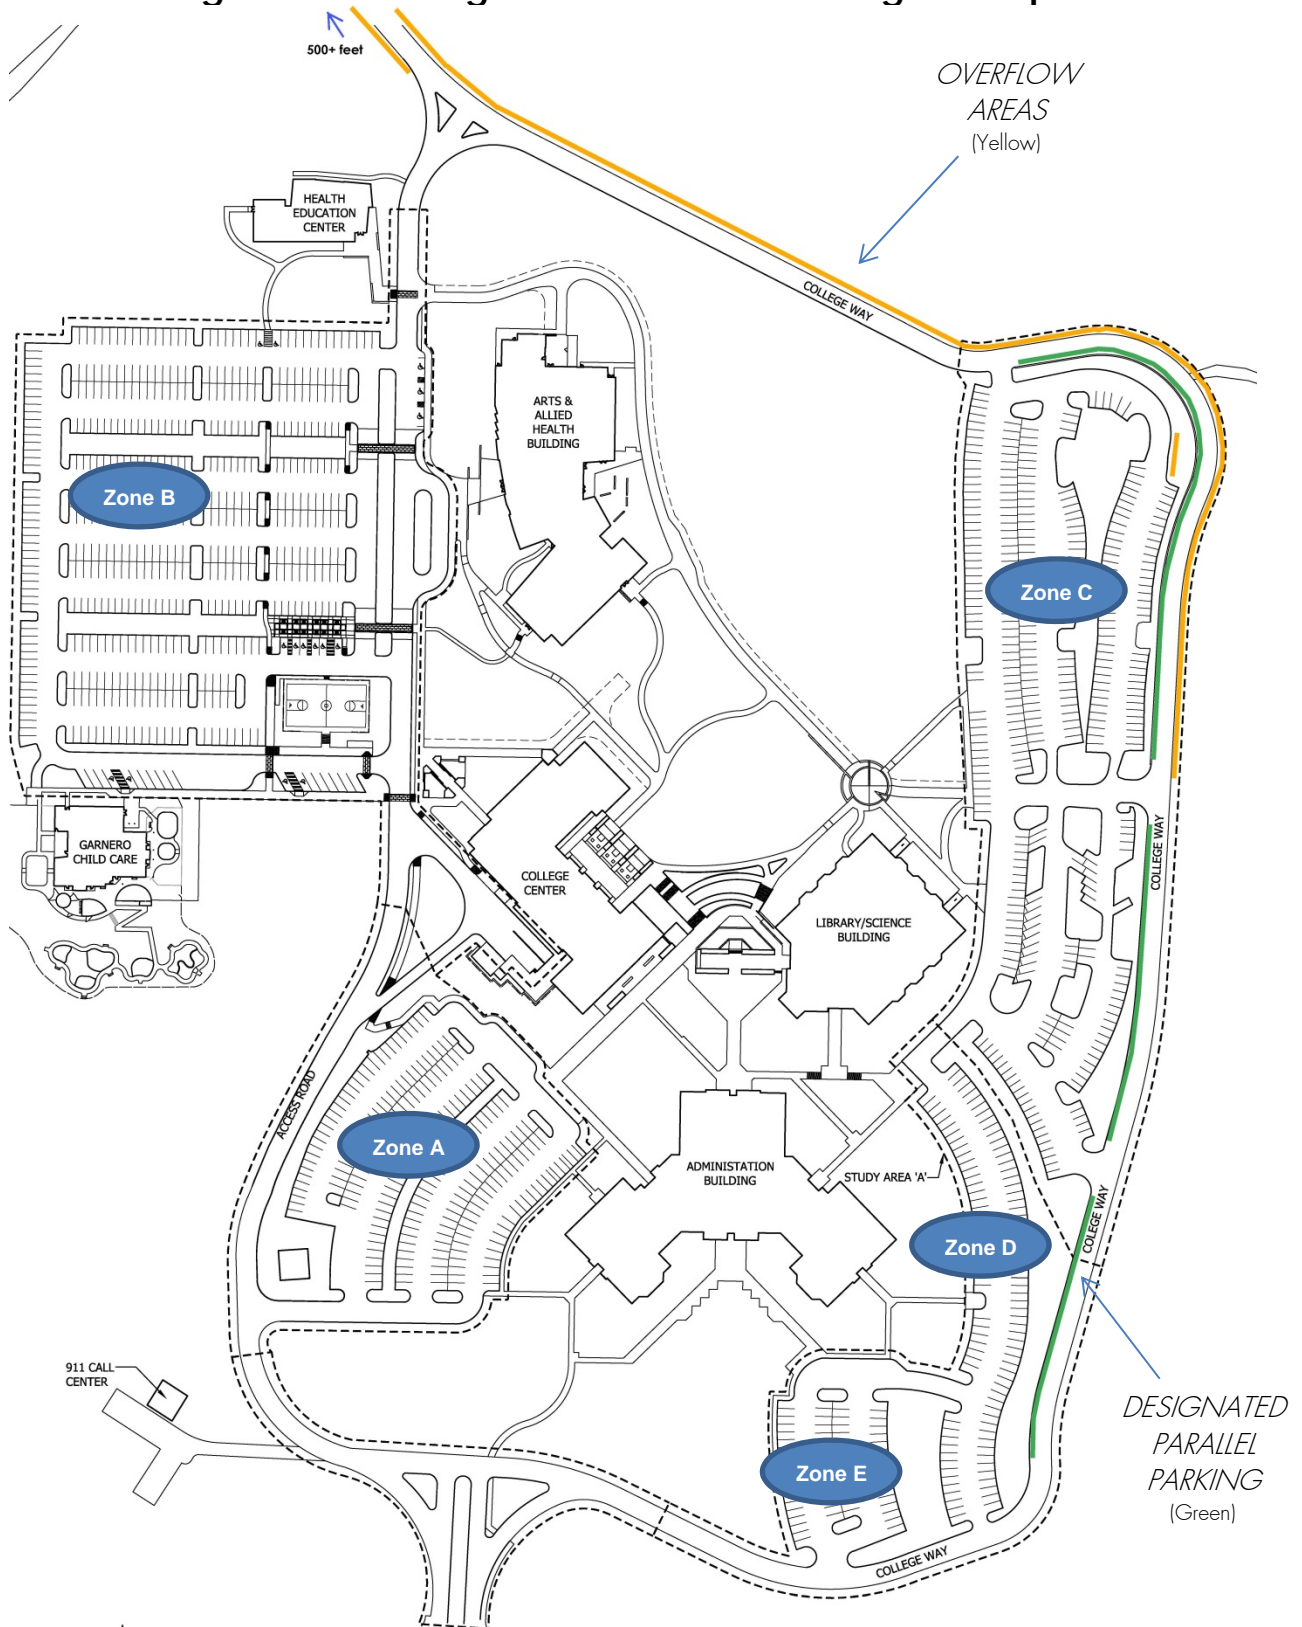 500+ feet
OVERFLOW
AREAS
(Yellow)
HEALTH
EDUCATION
CENTER
COLLEGE WAY
ARTS &
ALLIED
HEALTH
BUILDING
Zone B
Zone C
GARNERO
CHILD CARE
COLLEGE
CENTER
COLLEGE WAY
LIBRARY/SCIENCE
BUILDING
ACCESS ROAD
Zone A
ADMINISTATION
BUILDING
STUDY AREA 'A'
COLEGE WAY
Zone D
911 CALL
CENTER
DESIGNATED
PARALLEL
PARKING
(Green)
Zone E
COLLEGE WAY